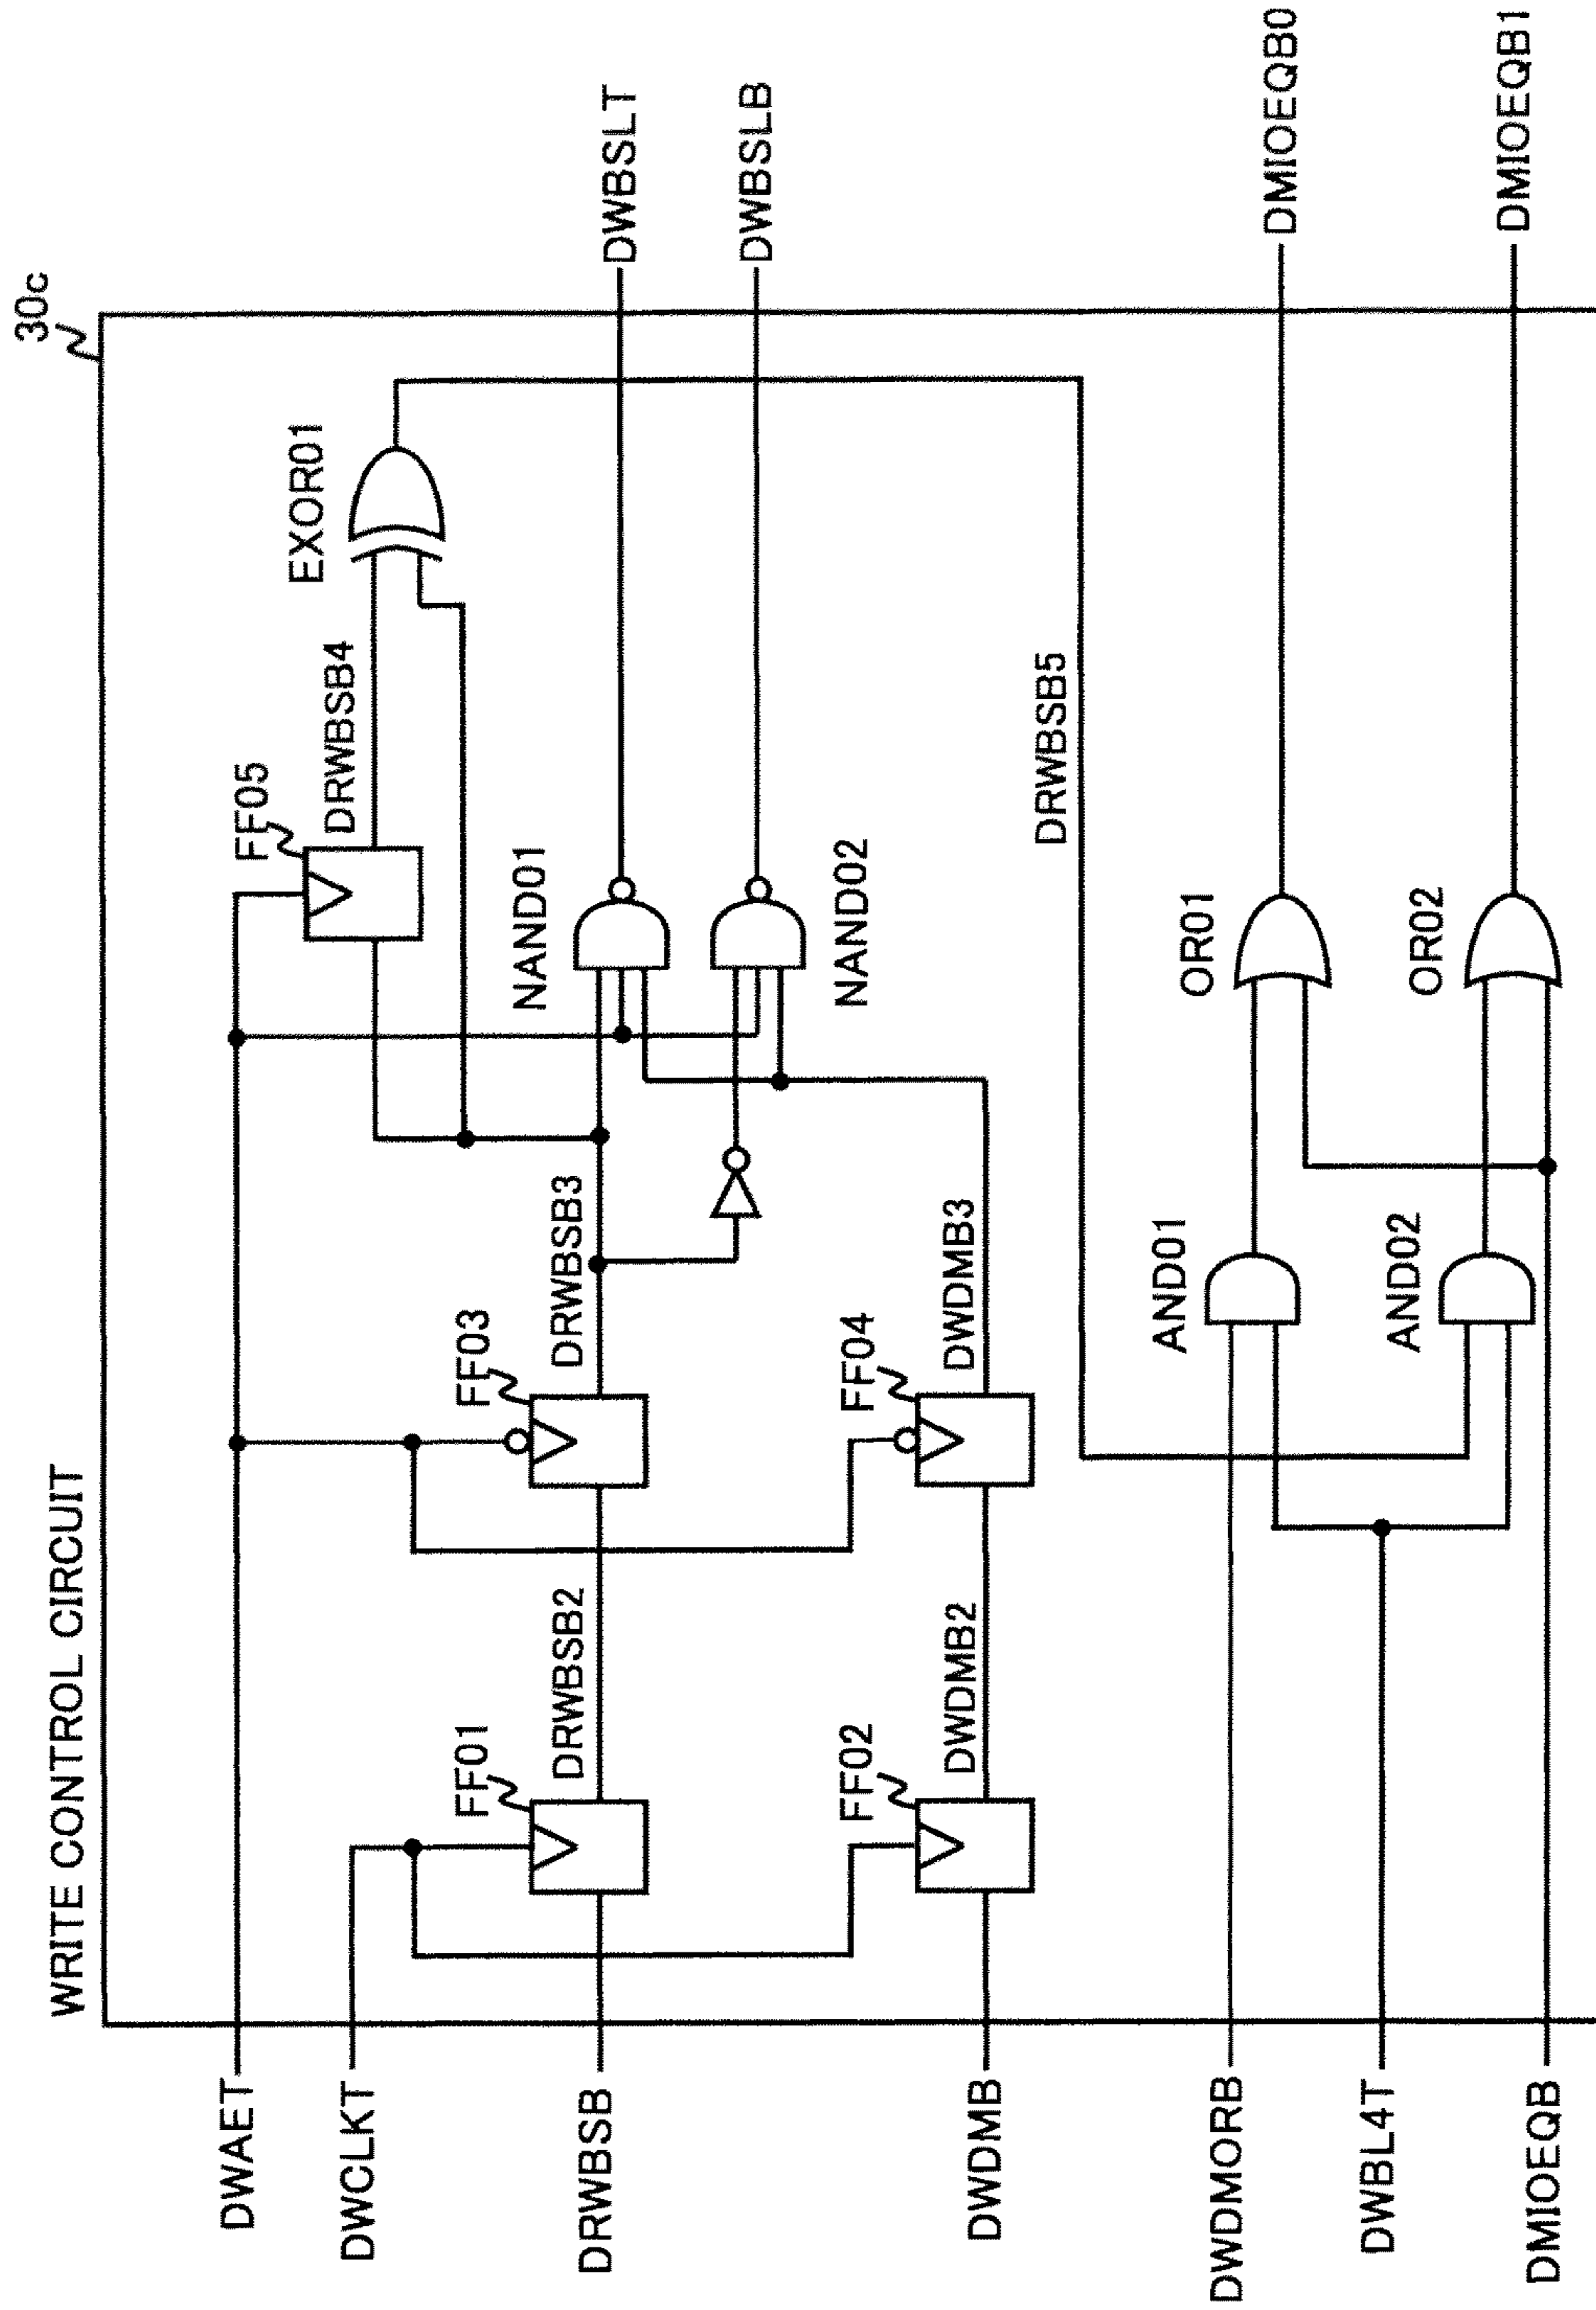 WRITE CONTROL CIRCUIT
30c
DWAET
DWCLKT
DRWBSB
DWDMB
DWDMORB
DWBL4T
DMIOEQB
FF01
DRWBSB2
FF02
DWDMB2
FF03
DRWBSB3
FF04
DWDMB3
FF05
DRWBSB4
EXOR01
NAND01
NAND02
DRWBSB5
AND01
AND02
OR01
OR02
DWBSLT
DWBSLB
DMIOEQB0
DMIOEQB1